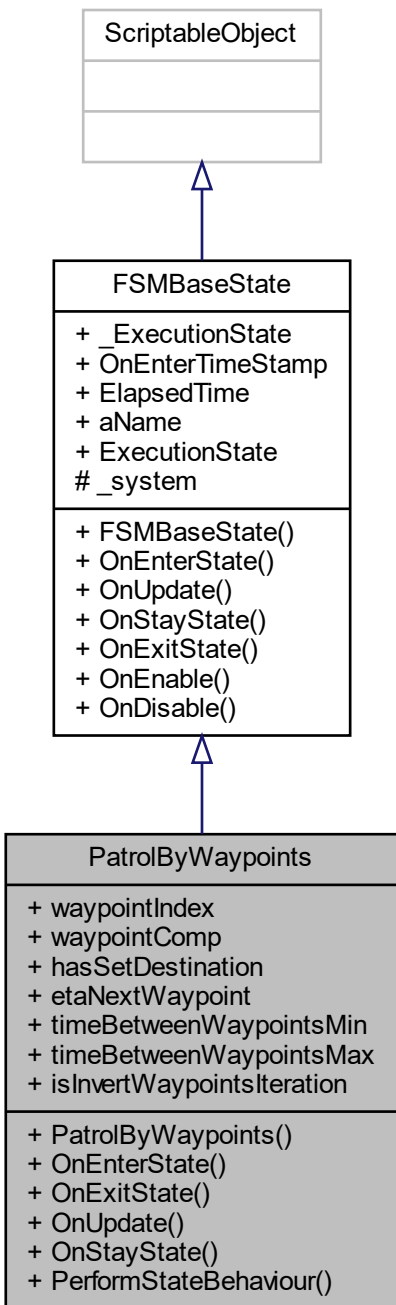 ScriptableObject
FSMBaseState
+ _ExecutionState
+ OnEnterTimeStamp
+ ElapsedTime
+ aName
+ ExecutionState
# _system
+ FSMBaseState()
+ OnEnterState()
+ OnUpdate()
+ OnStayState()
+ OnExitState()
+ OnEnable()
+ OnDisable()
PatrolByWaypoints
+ waypointIndex
+ waypointComp
+ hasSetDestination
+ etaNextWaypoint
+ timeBetweenWaypointsMin
+ timeBetweenWaypointsMax
+ isInvertWaypointsIteration
+ PatrolByWaypoints()
+ OnEnterState()
+ OnExitState()
+ OnUpdate()
+ OnStayState()
+ PerformStateBehaviour()